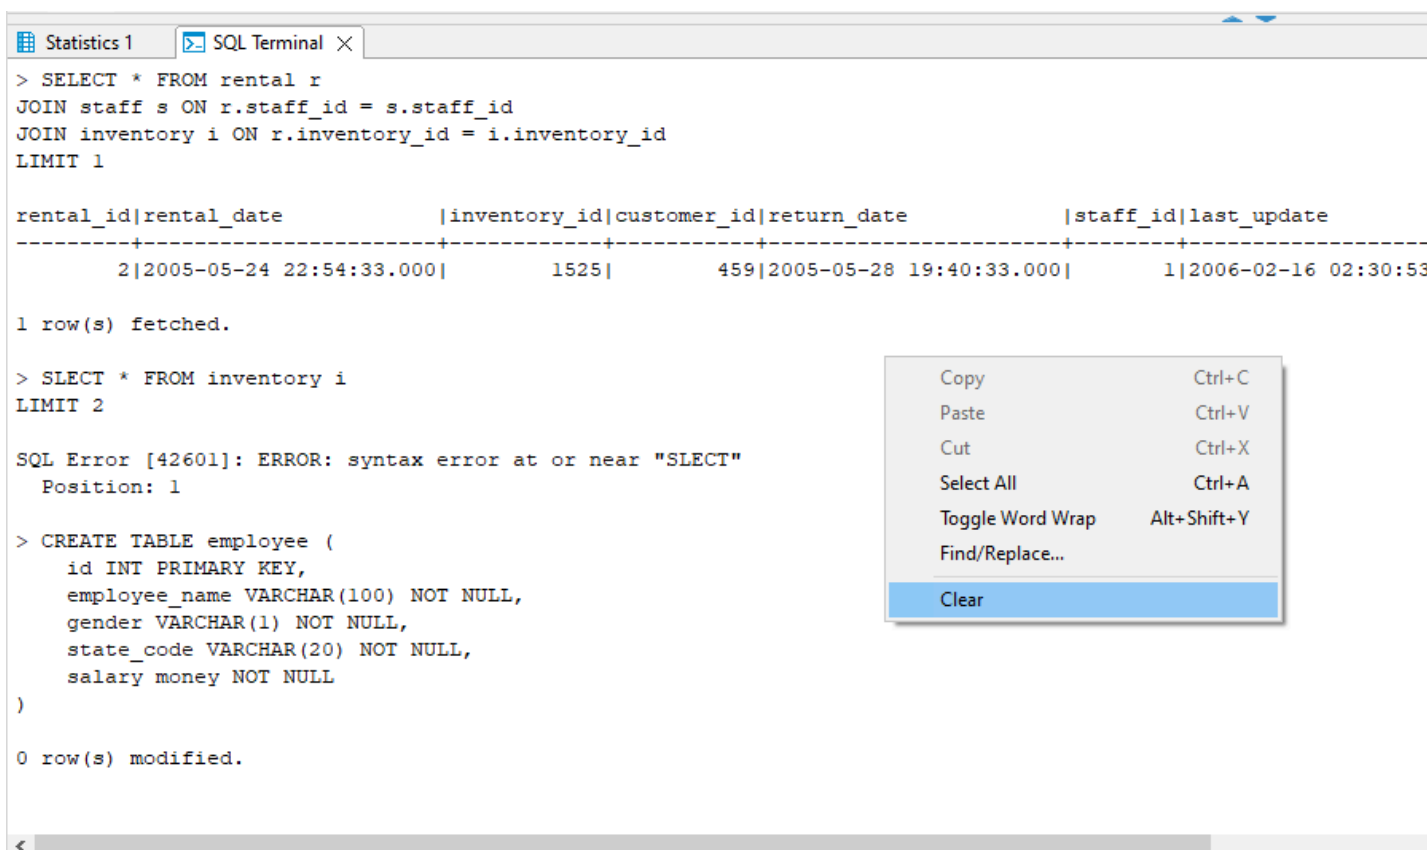 Statistics 1 SQL Terminal
> SELECT * FROM rental r
JOIN staff s ON r.staff_id = s.staff_id
JOIN inventory i ON r.inventory_id = i.inventory_id
LIMIT 1
rental_id|rental_date |inventory_id|customer_id|return_date |staff_id|last_update
---------+-----------------------+------------+-----------+-----------------------+--------+-------------------
2|2005-05-24 22:54:33.000| 1525| 459|2005-05-28 19:40:33.000| 1|2006-02-16 02:30:53
1 row(s) fetched.
> SLECT * FROM inventory i
LIMIT 2
SQL Error [42601]: ERROR: syntax error at or near "SLECT"
Position: 1
> CREATE TABLE employee (
id INT PRIMARY KEY,
employee_name VARCHAR(100) NOT NULL,
gender VARCHAR(1) NOT NULL,
state_code VARCHAR(20) NOT NULL,
salary money NOT NULL
)
0 row(s) modified.
Copy Ctrl+C
Paste Ctrl+V
Cut Ctrl+X
Select All Ctrl+A
Toggle Word Wrap Alt+Shift+Y
Find/Replace...
Clear